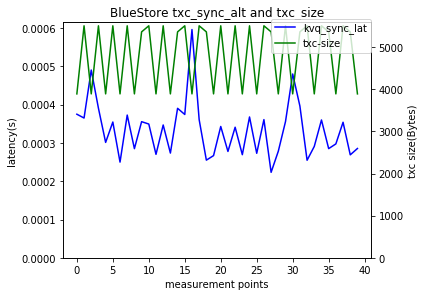 BlueStore txc_sync_alt and txc_size
kvq_sync_lat
txc-size
0.0006
0.0005
0.0004
0.0003
0.0002
0.0001
0.0000
latency(s)
5000
4000
3000
2000
1000
0
txc size(Bytes)
0 5 10 15 20 25 30 35 40
measurement points